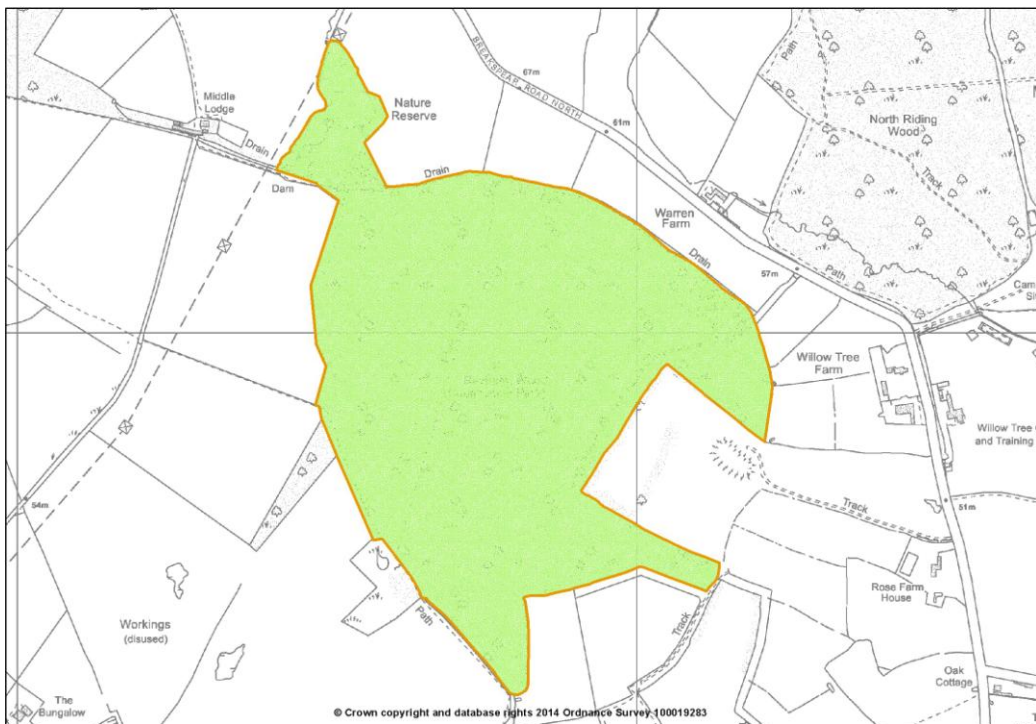 Middle
Lodge
Drain
Dam
Nature
Reserve
BREAKSPEAR ROAD NORTH
67m
61m
Path
North Riding
Wood
Track
Drain
Warren
Farm
Drain
57m
Path
Cam
Willow Tree
Farm
Willow Tree
and Training
54m
Track
51m
Rose Farm
House
Path
Track
Workings
(disused)
Oak
Cottage
The
Bungalow
© Crown copyright and database rights 2014 Ordnance Survey 100019283